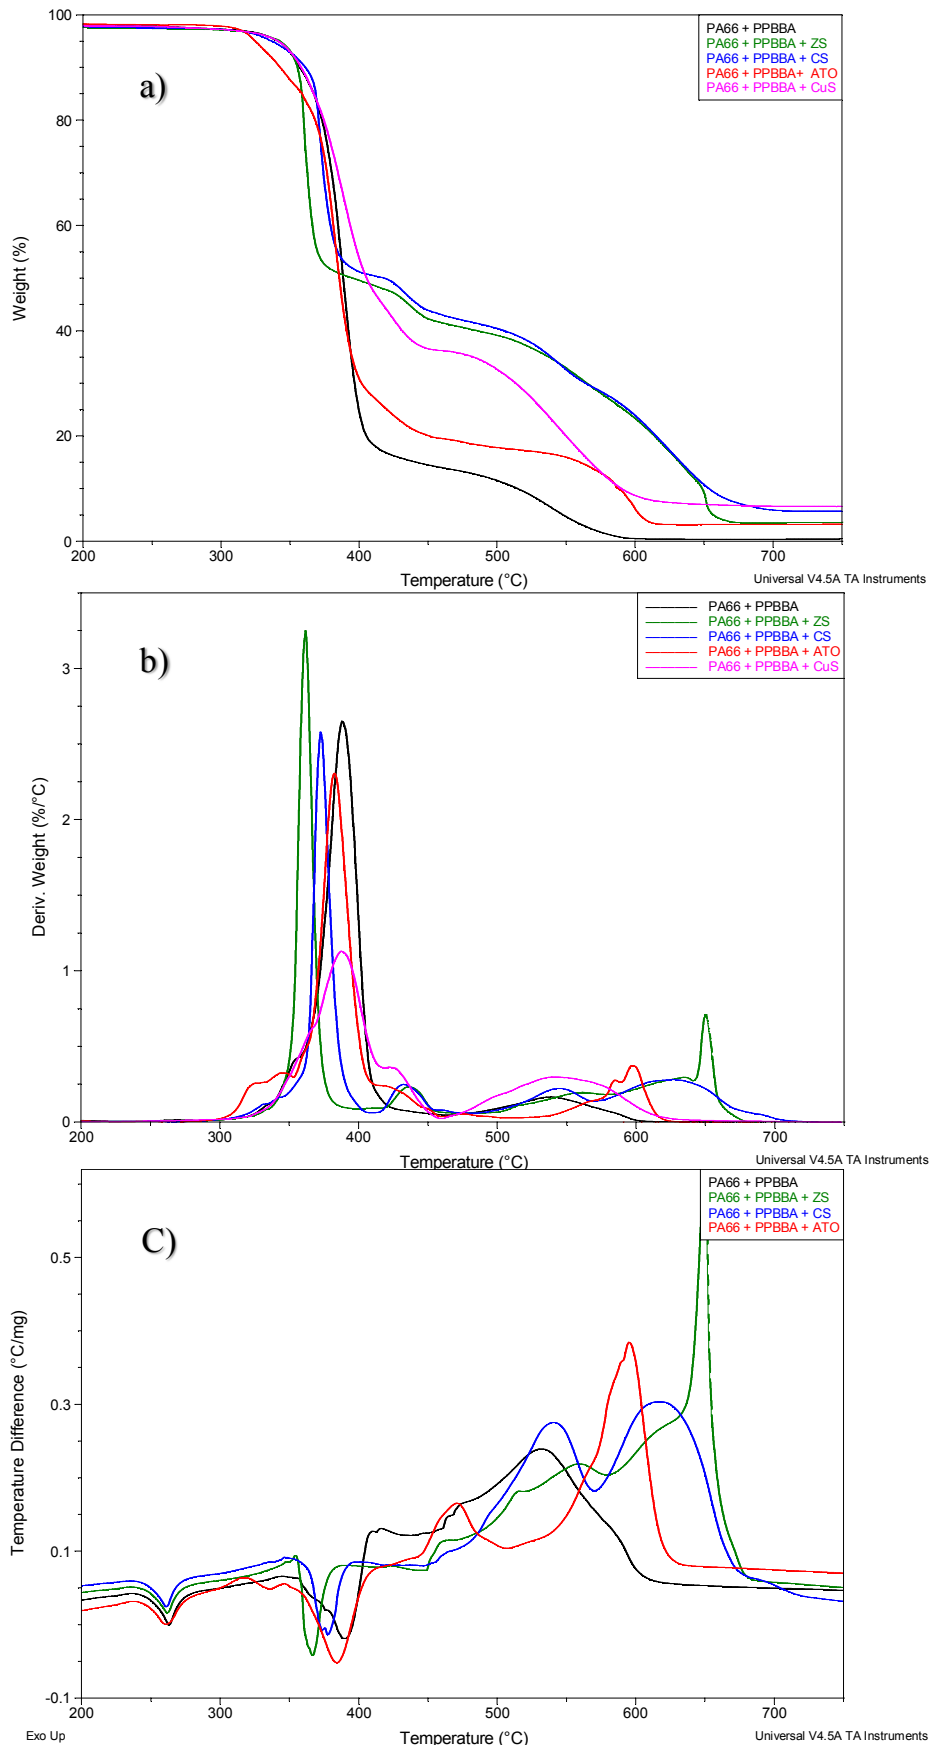 100
80
60
40
20
0
Weight (%)
a)
PA66 + PPBBA
PA66 + PPBBA + ZS
PA66 + PPBBA + CS
PA66 + PPBBA+ ATO
PA66 + PPBBA + CuS
200 300 400 500 600 700
Temperature (°C)
Universal V4.5A TA Instruments
3
2
1
0
Deriv. Weight (%/°C)
b)
PA66 + PPBBA
PA66 + PPBBA + ZS
PA66 + PPBBA + CS
PA66 + PPBBA + ATO
PA66 + PPBBA + CuS
200 300 400 500 600 700
Temperature (°C)
Universal V4.5A TA Instruments
0.5
0.3
0.1
-0.1
Temperature Difference (°C/mg)
C)
PA66 + PPBBA
PA66 + PPBBA + ZS
PA66 + PPBBA + CS
PA66 + PPBBA + ATO
200 300 400 500 600 700
Exo Up
Temperature (°C)
Universal V4.5A TA Instruments